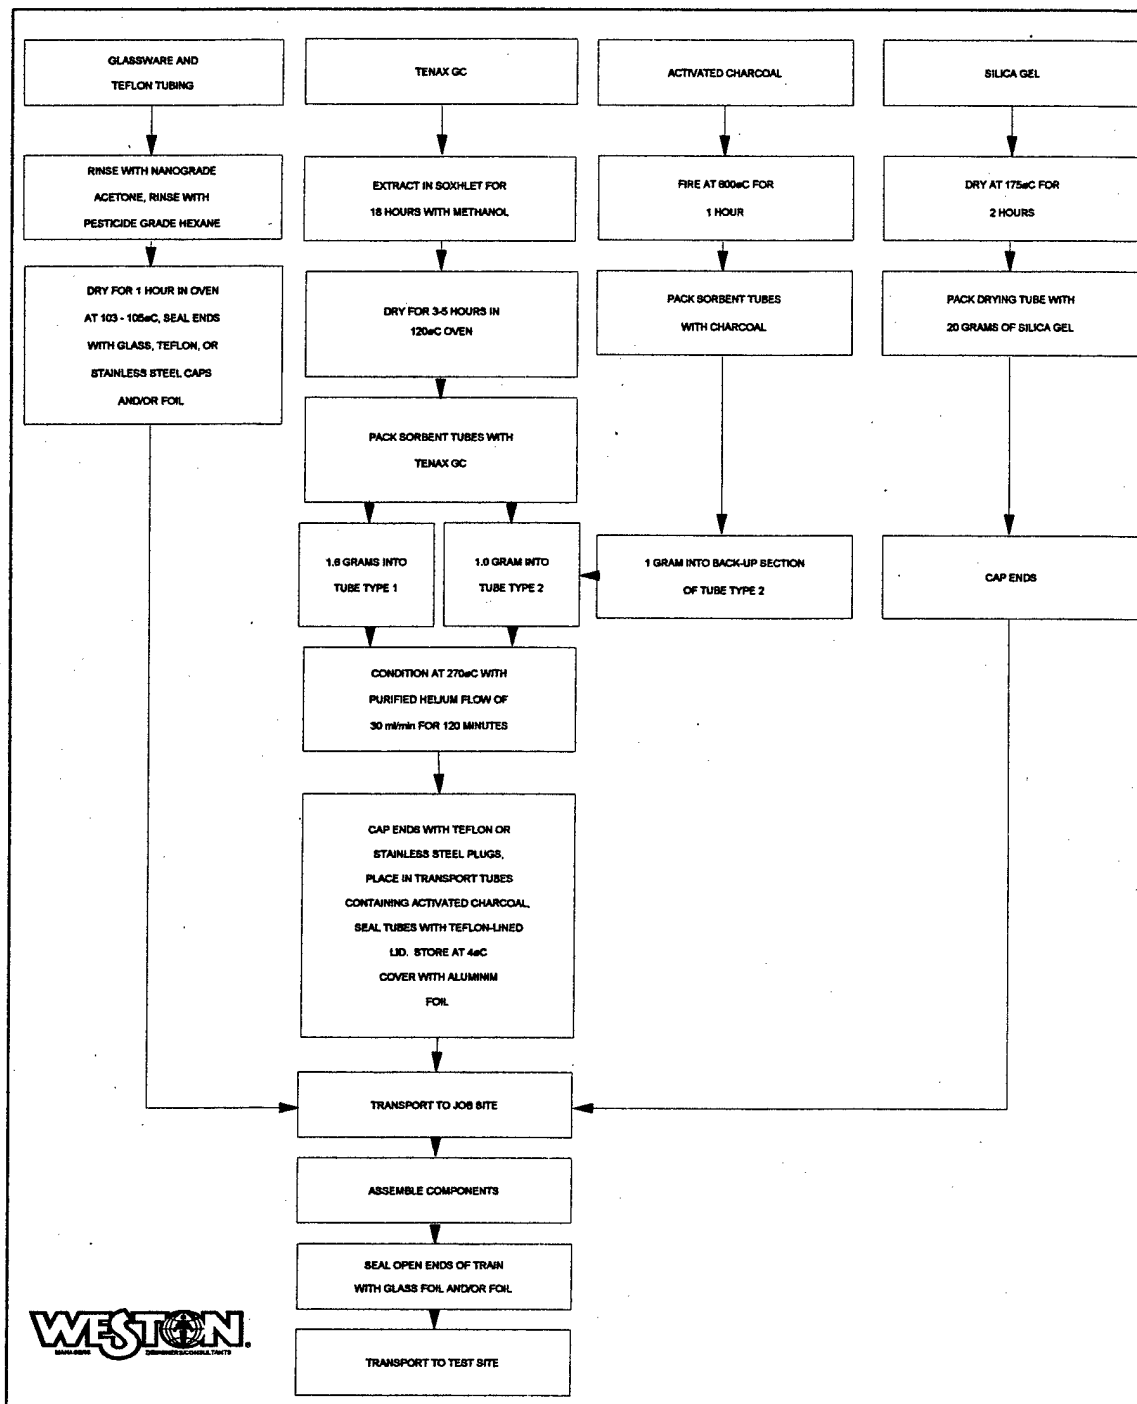 GLASSWARE AND
TEFLON TUBING
TENAX GC
ACTIVATED CHARCOAL
SILICA GEL
RINSE WITH NANOGRADE
ACETONE, RINSE WITH
PESTICIDE GRADE HEXANE
EXTRACT IN SOXHLET FOR
18 HOURS WITH METHANOL
FIRE AT 800øC FOR
1 HOUR
DRY AT 175øC FOR
2 HOURS
DRY FOR 1 HOUR IN OVEN
AT 103 - 105øC, SEAL ENDS
WITH GLASS, TEFLON, OR
STAINLESS STEEL CAPS
AND/OR FOIL
DRY FOR 3-5 HOURS IN
120øC OVEN
PACK SORBENT TUBES
WITH CHARCOAL
PACK DRYING TUBE WITH
20 GRAMS OF SILICA GEL
PACK SORBENT TUBES WITH
TENAX GC
1.6 GRAMS INTO
TUBE TYPE 1
1.0 GRAM INTO
TUBE TYPE 2
1 GRAM INTO BACK-UP SECTION
OF TUBE TYPE 2
CAP ENDS
CONDITION AT 270øC WITH
PURIFIED HELIUM FLOW OF
30 ml/min FOR 120 MINUTES
CAP ENDS WITH TEFLON OR
STAINLESS STEEL PLUGS,
PLACE IN TRANSPORT TUBES
CONTAINING ACTIVATED CHARCOAL,
SEAL TUBES WITH TEFLON-LINED
LID. STORE AT 4øC
COVER WITH ALUMINIM
FOIL
TRANSPORT TO JOB SITE
ASSEMBLE COMPONENTS
SEAL OPEN ENDS OF TRAIN
WITH GLASS FOIL AND/OR FOIL
TRANSPORT TO TEST SITE
WESTON®
MANAGERS DESIGNERS/CONSULTANTS